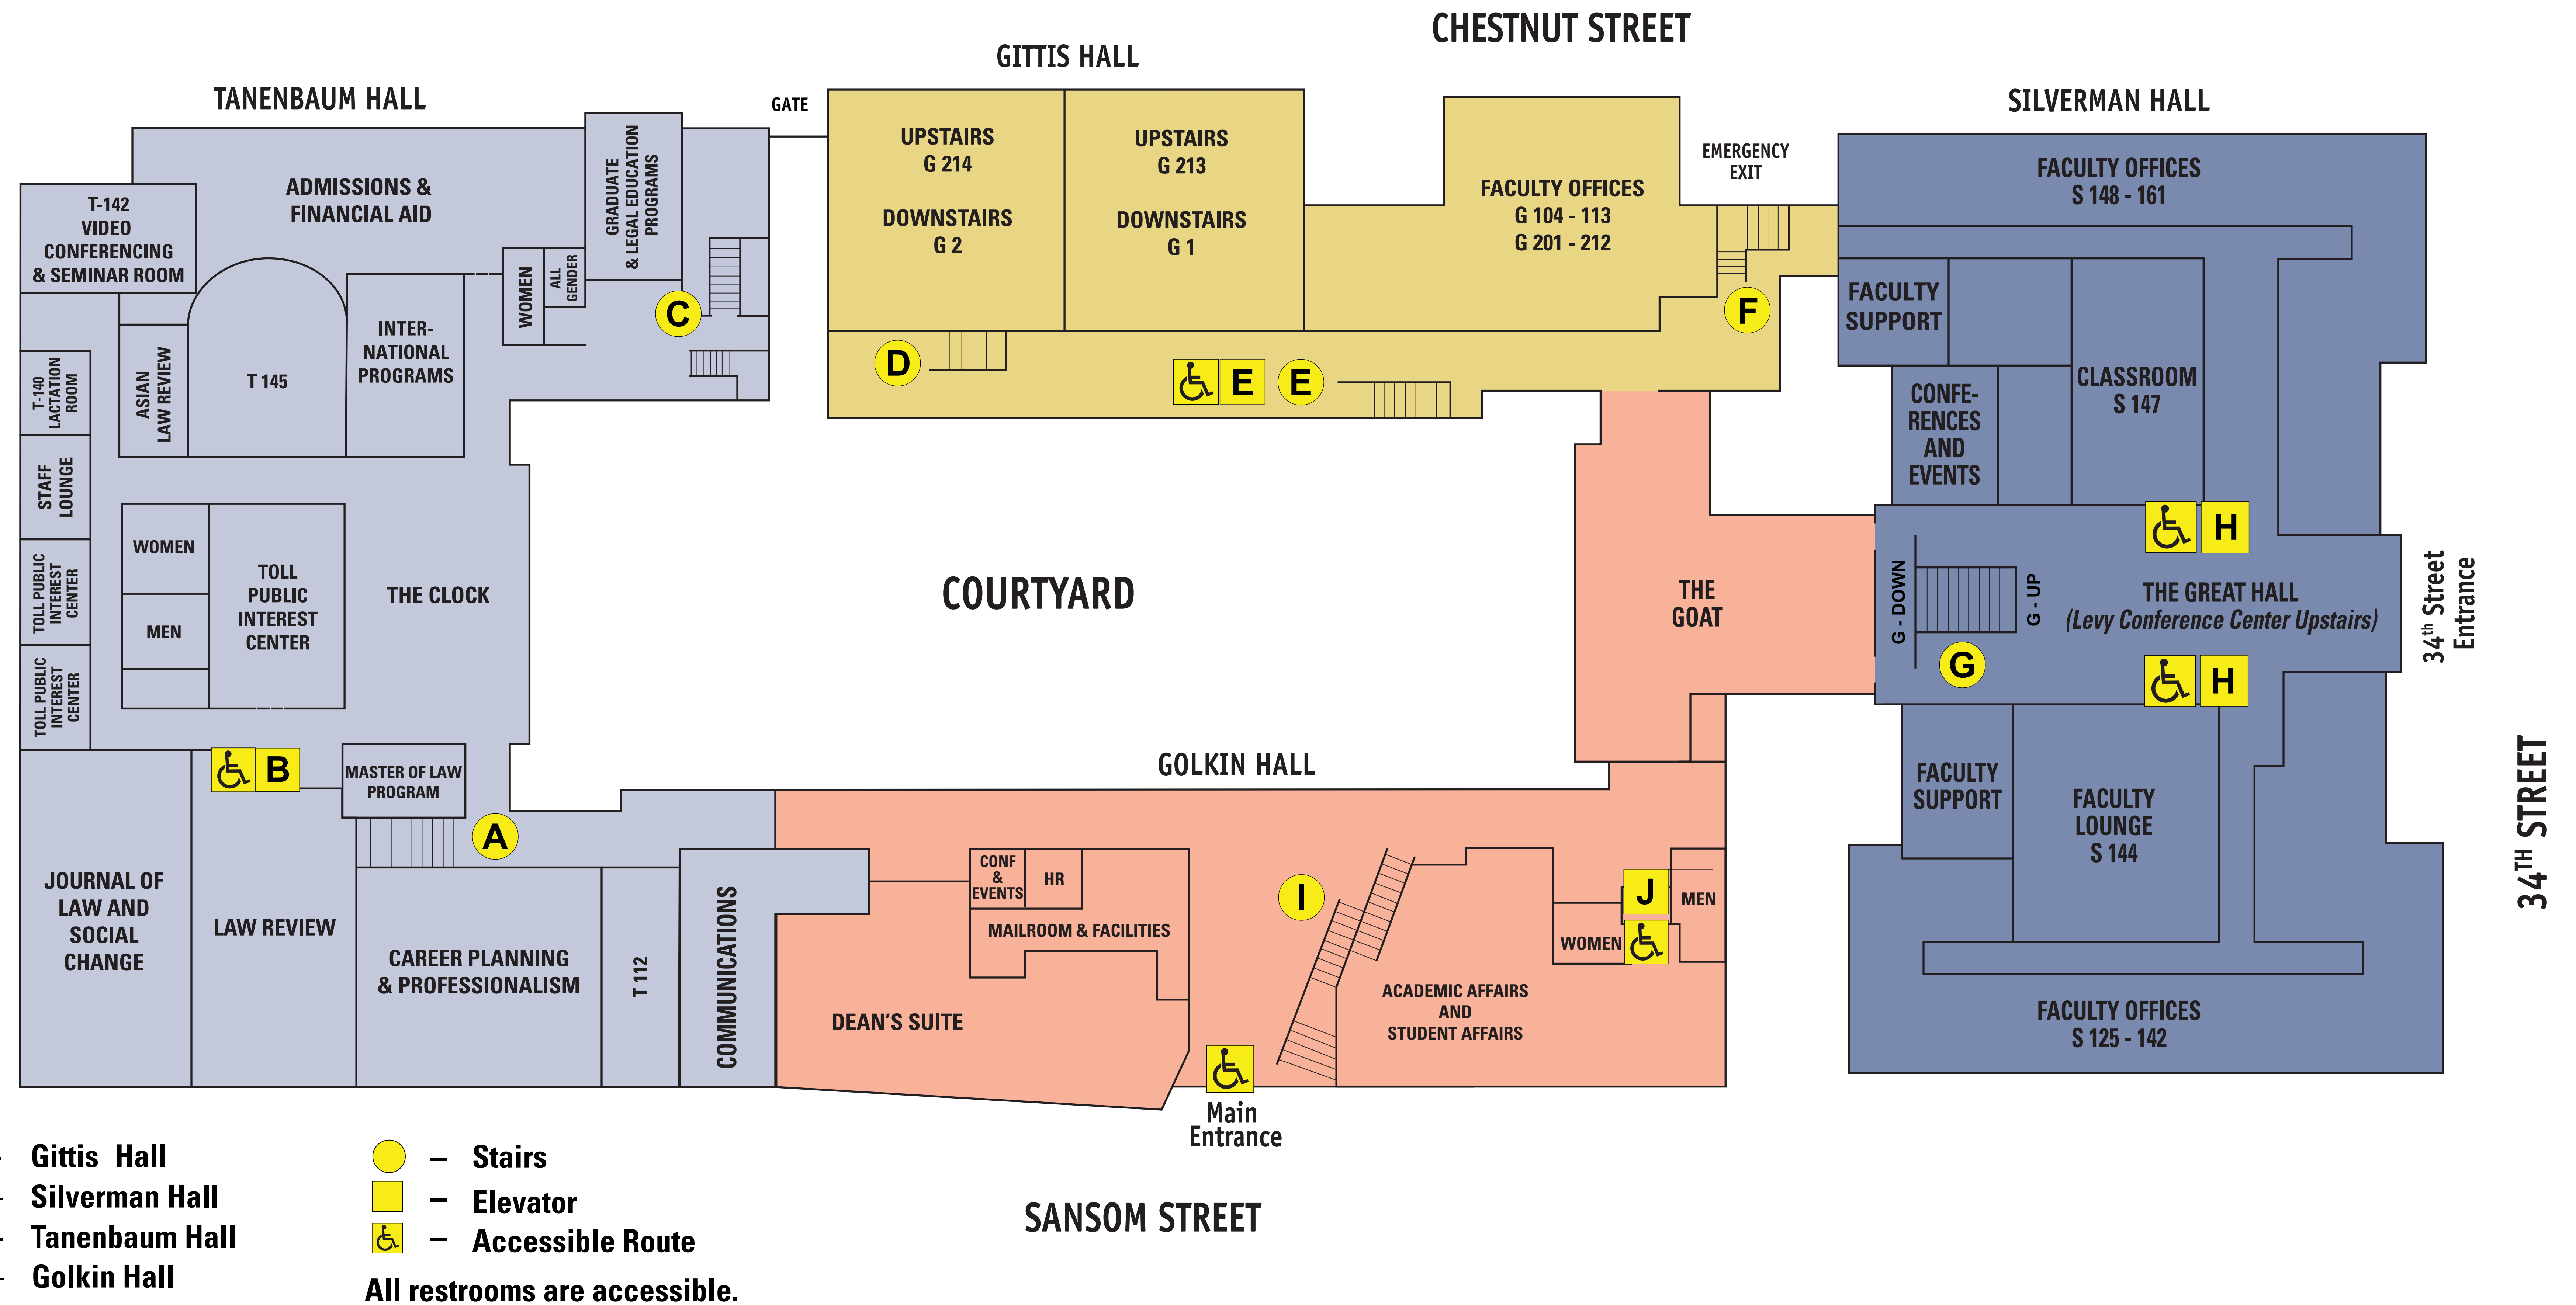 CHESTNUT STREET
GITTIS HALL
TANENBAUM HALL
GATE
SILVERMAN HALL
T-142
VIDEO
CONFERENCING
& SEMINAR ROOM
ADMISSIONS &
FINANCIAL AID
GRADUATE
& LEGAL EDUCATION
PROGRAMS
WOMEN
ALL
GENDER
C
T-140
LACTATION
ROOM
ASIAN
LAW REVIEW
T 145
INTER-
NATIONAL
PROGRAMS
STAFF
LOUNGE
TOLL PUBLIC
INTEREST
CENTER
TOLL PUBLIC
INTEREST
CENTER
WOMEN
MEN
TOLL
PUBLIC
INTEREST
CENTER
THE CLOCK
B
MASTER OF LAW
PROGRAM
A
JOURNAL OF
LAW AND
SOCIAL
CHANGE
LAW REVIEW
CAREER PLANNING
& PROFESSIONALISM
T 112
COMMUNICATIONS
UPSTAIRS
G 214
DOWNSTAIRS
G 2
UPSTAIRS
G 213
DOWNSTAIRS
G 1
FACULTY OFFICES
G 104 - 113
G 201 - 212
EMERGENCY
EXIT
D
E
E
F
COURTYARD
THE
GOAT
GOLKIN HALL
CONF
&
EVENTS
HR
MAILROOM & FACILITIES
DEAN'S SUITE
I
J
MEN
WOMEN
ACADEMIC AFFAIRS
AND
STUDENT AFFAIRS
Main
Entrance
FACULTY OFFICES
S 148 - 161
FACULTY
SUPPORT
CONFE-
RENCES
AND
EVENTS
CLASSROOM
S 147
H
G - DOWN
G - UP
THE GREAT HALL
(Levy Conference Center Upstairs)
G
H
34th Street
Entrance
FACULTY
SUPPORT
FACULTY
LOUNGE
S 144
FACULTY OFFICES
S 125 - 142
34TH STREET
SANSOM STREET
- Gittis Hall
- Silverman Hall
- Tanenbaum Hall
- Golkin Hall
– Stairs
– Elevator
– Accessible Route
All restrooms are accessible.